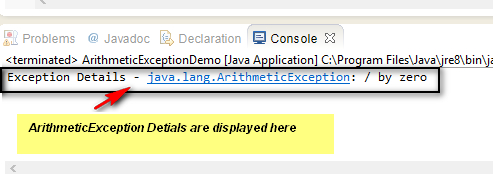 Problems @ Javadoc Declaration Console
<terminated> ArithmeticExceptionDemo [Java Application] C:\Program Files\Java\jre8\bin\ja
Exception Details - java.lang.ArithmeticException: / by zero
ArithmeticException Detials are displayed here